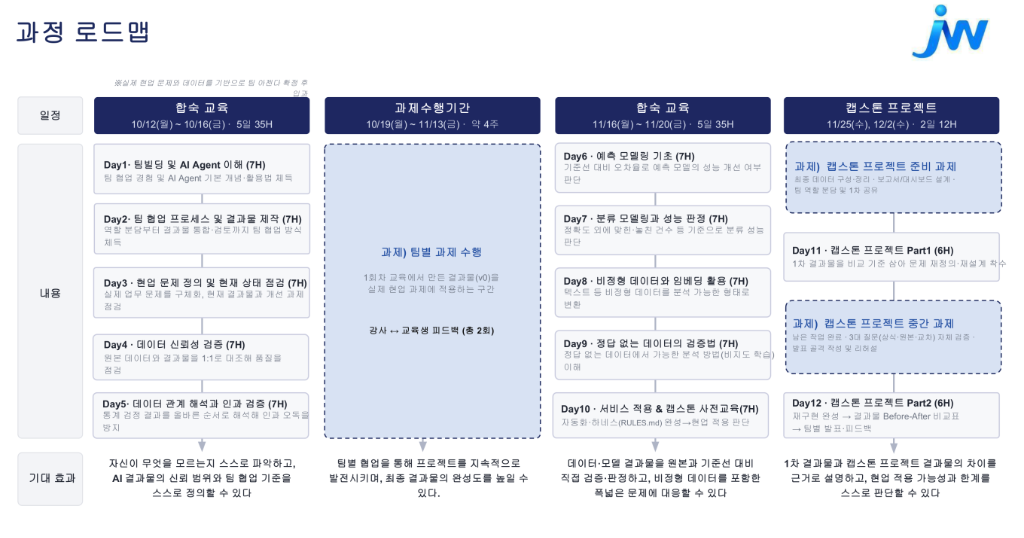 과정 로드맵
jw
※실제 현업 문제와 데이터를 기반으로 팀 어젠다 확정 후
일정
합숙 교육
10/12(월) ~ 10/16(금) · 5일 35H
과제수행기간
10/19(월) ~ 11/13(금) · 약 4주
합숙 교육
11/16(월) ~ 11/20(금) · 5일 35H
캡스톤 프로젝트
11/25(수), 12/2(수) · 2일 12H
내용
Day1· 팀빌딩 및 AI Agent 이해 (7H)
팀 협업 경험 및 AI Agent 기본 개념·활용법 체득
Day2· 팀 협업 프로세스 및 결과물 제작 (7H)
역할 분담부터 결과물 통합·검토까지 팀 협업 방식
체득
Day3 · 현업 문제 정의 및 현재 상태 점검 (7H)
실제 업무 문제를 구체화, 현재 결과물과 개선 과제
점검
Day4 · 데이터 신뢰성 검증 (7H)
원본 데이터와 결과물을 1:1로 대조해 품질을
점검
Day5· 데이터 관계 해석과 인과 검증 (7H)
통계 검정 결과를 올바른 순서로 해석해 인과 오독을
방지
과제) 팀별 과제 수행
1회차 교육에서 만든 결과물(v0)을
실제 현업 과제에 적용하는 구간
강사 ↔ 교육생 피드백 (총 2회)
Day6 · 예측 모델링 기초 (7H)
기준선 대비 오차율로 예측 모델의 성능 개선 여부
판단
Day7 · 분류 모델링과 성능 판정 (7H)
정확도 외에 맞힌·놓친 건수 등 기준으로 분류 성능
판단
Day8 · 비정형 데이터와 임베딩 활용 (7H)
텍스트 등 비정형 데이터를 분석 가능한 형태로
변환
Day9 · 정답 없는 데이터의 검증법 (7H)
정답 없는 데이터에서 가능한 분석 방법(비지도 학습)
이해
Day10 · 서비스 적용 & 캡스톤 사전교육(7H)
자동화·하네스(RULES.md) 완성→현업 적용 판단
과제) 캡스톤 프로젝트 준비 과제
최종 데이터 구성·정리 · 보고서/대시보드 설계 ·
팀 역할 분담 및 1차 공유
Day11 · 캡스톤 프로젝트 Part1 (6H)
1차 결과물을 비교 기준 삼아 문제 재정의·재설계 착수
과제) 캡스톤 프로젝트 중간 과제
남은 작업 완료 · 3대 질문(상식·원본·교차) 자체 검증 ·
발표 골격 작성 및 리허설
Day12 · 캡스톤 프로젝트 Part2 (6H)
재구현 완성 → 결과물 Before-After 비교표
→ 팀별 발표·피드백
기대 효과
자신이 무엇을 모르는지 스스로 파악하고,
AI 결과물의 신뢰 범위와 팀 협업 기준을
스스로 정의할 수 있다
팀별 협업을 통해 프로젝트를 지속적으로
발전시키며, 최종 결과물의 완성도를 높일 수
있다.
데이터·모델 결과물을 원본과 기준선 대비
직접 검증·판정하고, 비정형 데이터를 포함한
폭넓은 문제에 대응할 수 있다
1차 결과물과 캡스톤 프로젝트 결과물의 차이를
근거로 설명하고, 현업 적용 가능성과 한계를
스스로 판단할 수 있다